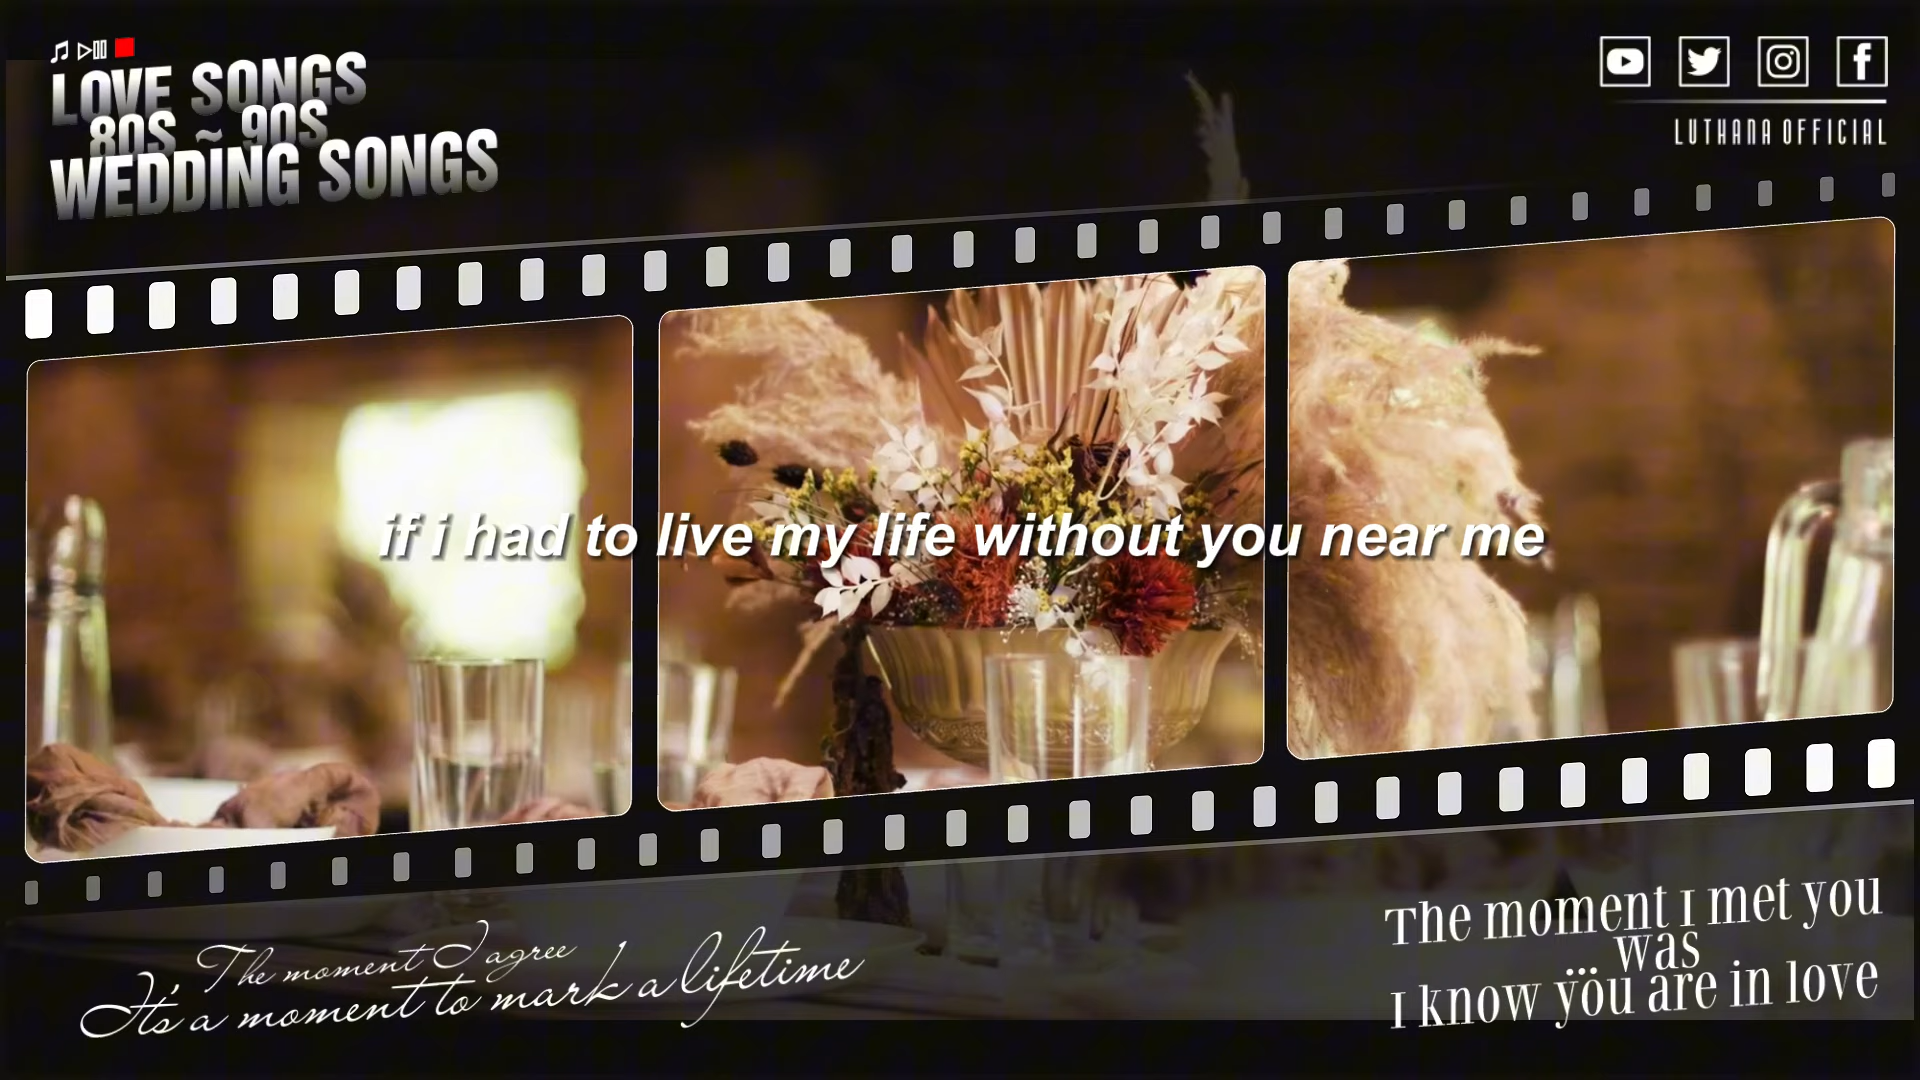 LOVE SONGS
80S ~ 90S
WEDDING SONGS
LUTHANA OFFICIAL
if i had to live my life without you near me
The moment I agree
It's a moment to mark a lifetime
The moment I met you
was
I know yöu are in love